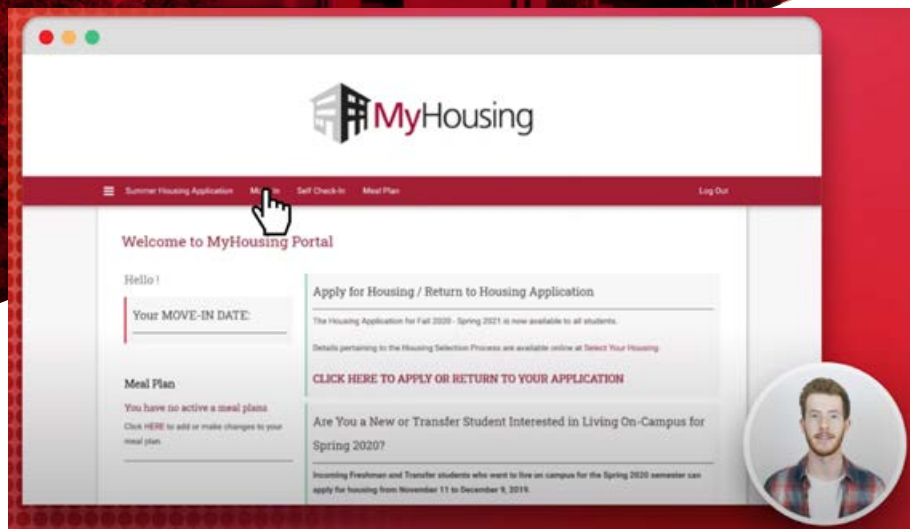 MyHousing
Summer Housing Application Self Check-In Meal Plan Log Out
Welcome to MyHousing Portal
Hello !
Your MOVE-IN DATE:
Meal Plan
You have no active a meal plans
Click HERE to add or make changes to your
meal plan.
Apply for Housing / Return to Housing Application
The Housing Application for Fall 2020 - Spring 2021 is now available to all students.
Details pertaining to the Housing Selection Process are available online at Select Your Housing.
CLICK HERE TO APPLY OR RETURN TO YOUR APPLICATION
Are You a New or Transfer Student Interested in Living On-Campus for
Spring 2020?
Incoming Freshman and Transfer students who want to live on campus for the Spring 2020 semester can
apply for housing from November 11 to December 9, 2019.